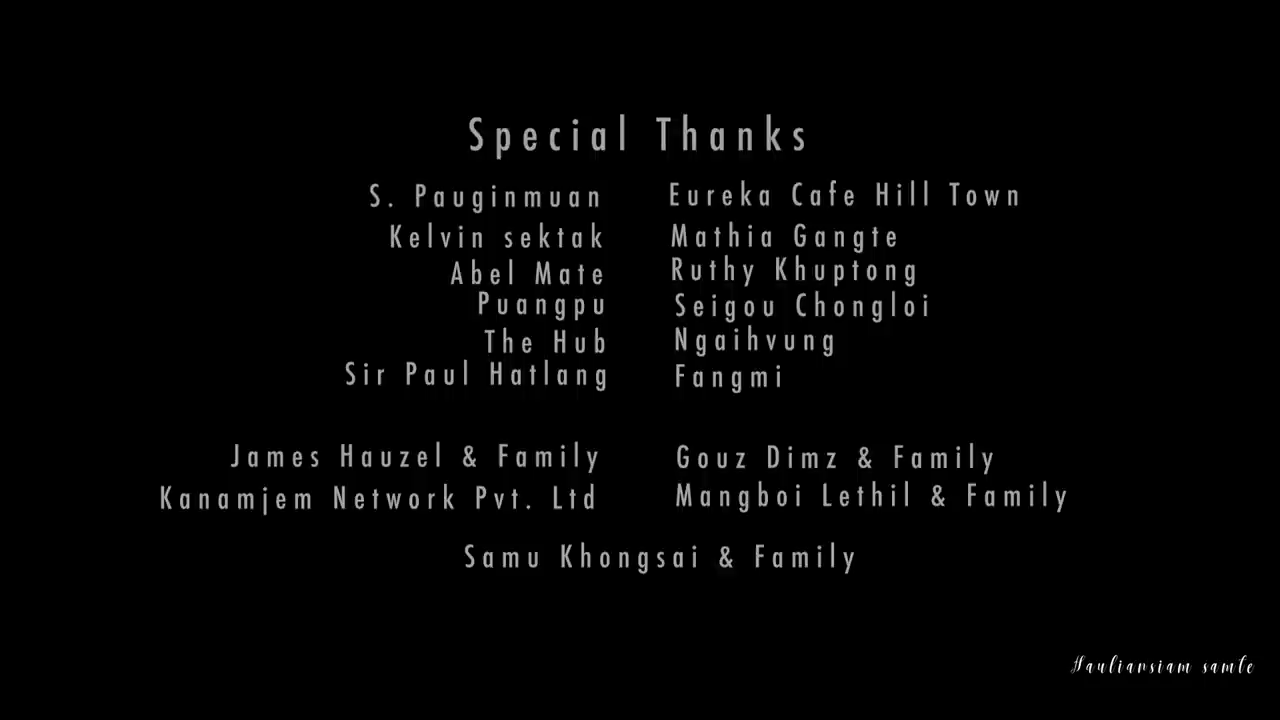 Special Thanks
S. Pauginmuan
Kelvin sektak
Abel Mate
Puangpu
The Hub
Sir Paul Hatlang
Eureka Cafe Hill Town
Mathia Gangte
Ruthy Khuptong
Seigou Chongloi
Ngaihvung
Fangmi
James Hauzel & Family
Kanamjem Network Pvt. Ltd
Gouz Dimz & Family
Mangboi Lethil & Family
Samu Khongsai & Family
Hauliansiam samte